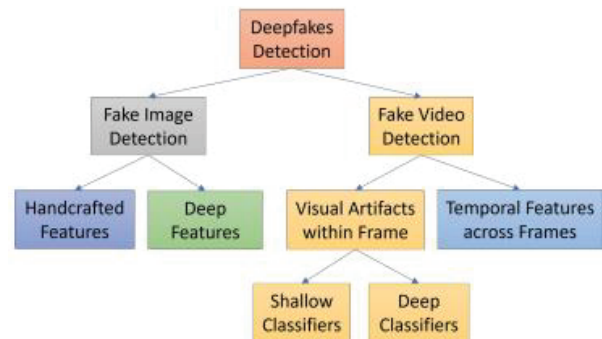 Deepfakes
Detection
Fake Image
Detection
Fake Video
Detection
Handcrafted
Features
Deep
Features
Visual Artifacts
within Frame
Temporal Features
across Frames
Shallow
Classifiers
Deep
Classifiers